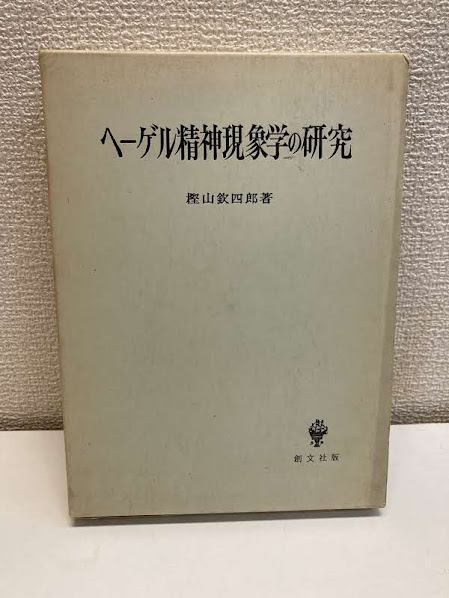 ヘーゲル精神現象学の研究
樫山欽四郎著
創文社版